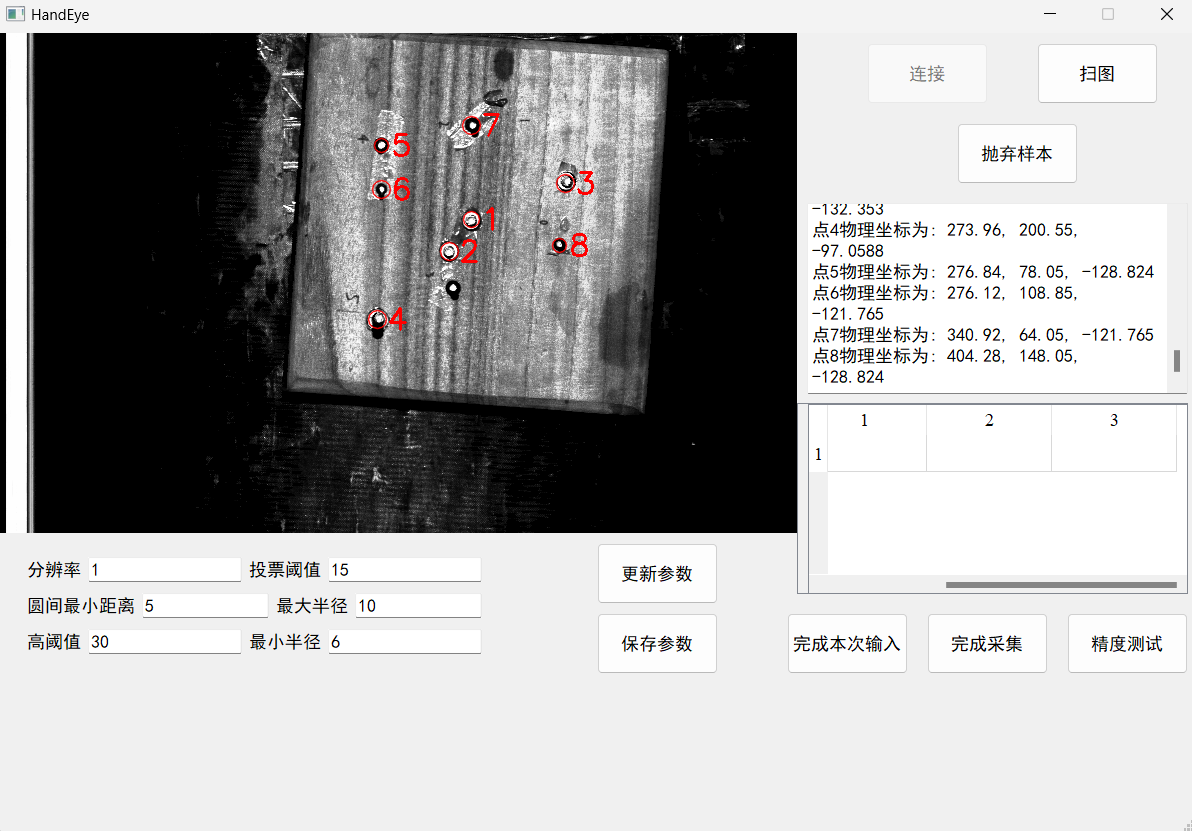 HandEye
连接
扫图
抛弃样本
5
7
6
3
1
2
8
4
-132.353
点4物理坐标为: 273.96, 200.55,
-97.0588
点5物理坐标为: 276.84, 78.05, -128.824
点6物理坐标为: 276.12, 108.85,
-121.765
点7物理坐标为: 340.92, 64.05, -121.765
点8物理坐标为: 404.28, 148.05,
-128.824
1 2 3
1
分辨率 1 投票阈值 15
圆间最小距离 5 最大半径 10
高阈值 30 最小半径 6
更新参数
保存参数
完成本次输入
完成采集
精度测试